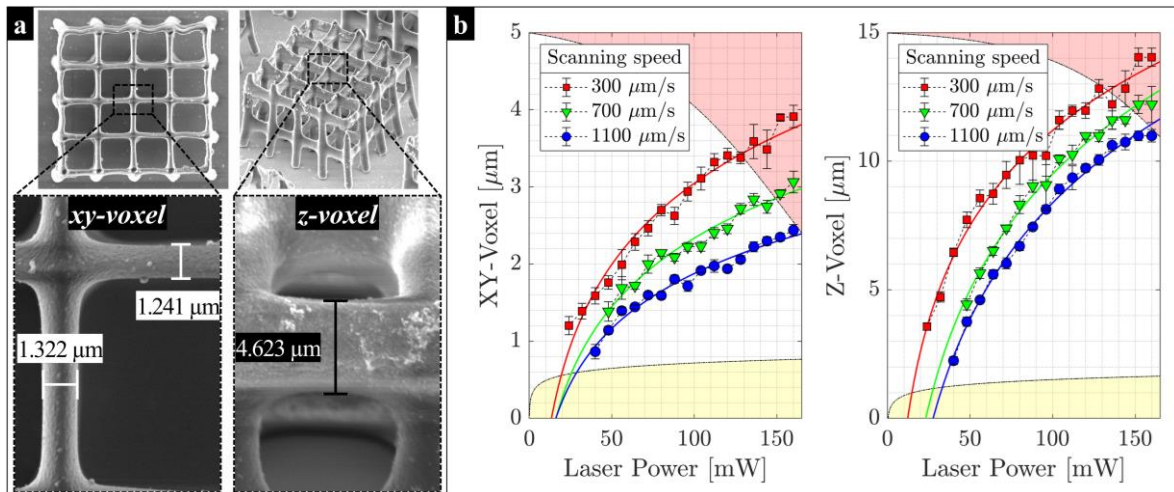 a
xy-voxel
1.241 µm
1.322 µm
z-voxel
4.623 µm
b
5
4
3
2
1
0
XY-Voxel [µm]
Scanning speed
300 µm/s
700 µm/s
1100 µm/s
0
50
100
150
Laser Power [mW]
15
10
5
0
Z-Voxel [µm]
Scanning speed
300 µm/s
700 µm/s
1100 µm/s
0
50
100
150
Laser Power [mW]